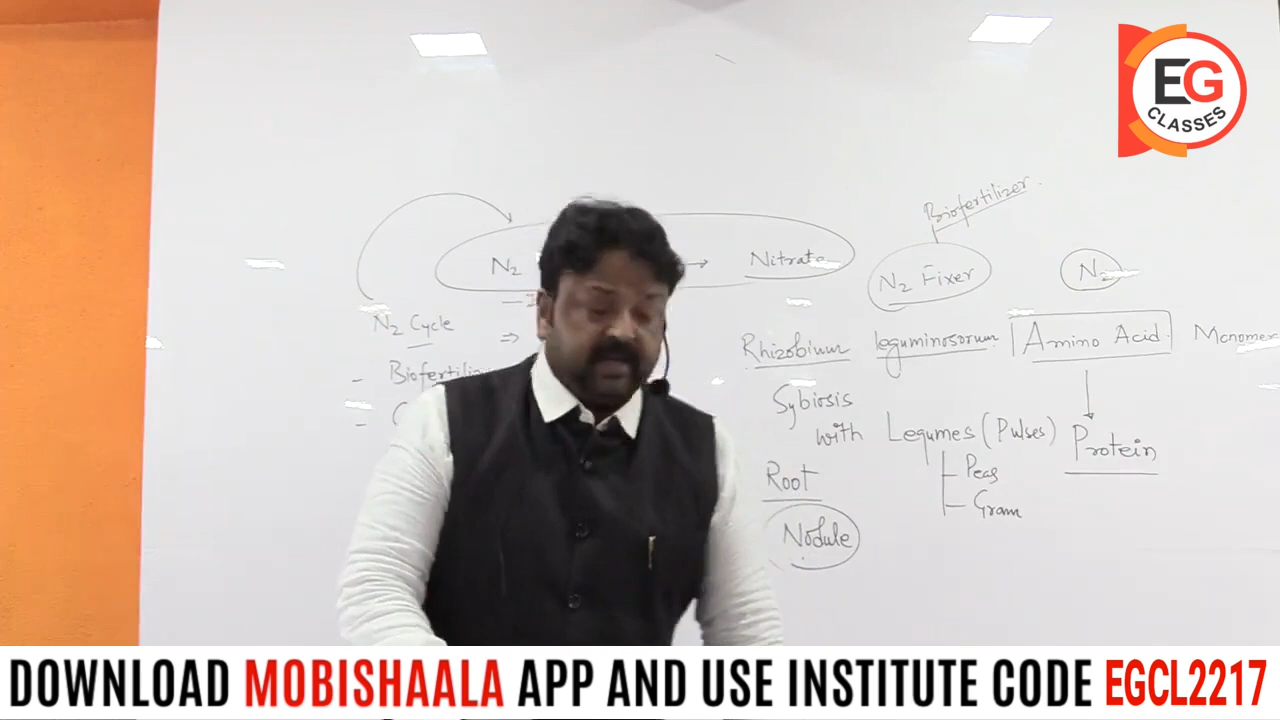 EG
CLASSES
Biofertilizer
N2
Nitrate
N2 Fixer
N2
N2 Cycle ⇒
Rhizobium leguminosorum Amino Acid Monomer
- Biofertiliz
Sybiosis
with Legumes (Pulses)
Protein
Root
Peas
Gram
Nodule
DOWNLOAD MOBISHAALA APP AND USE INSTITUTE CODE EGCL2217